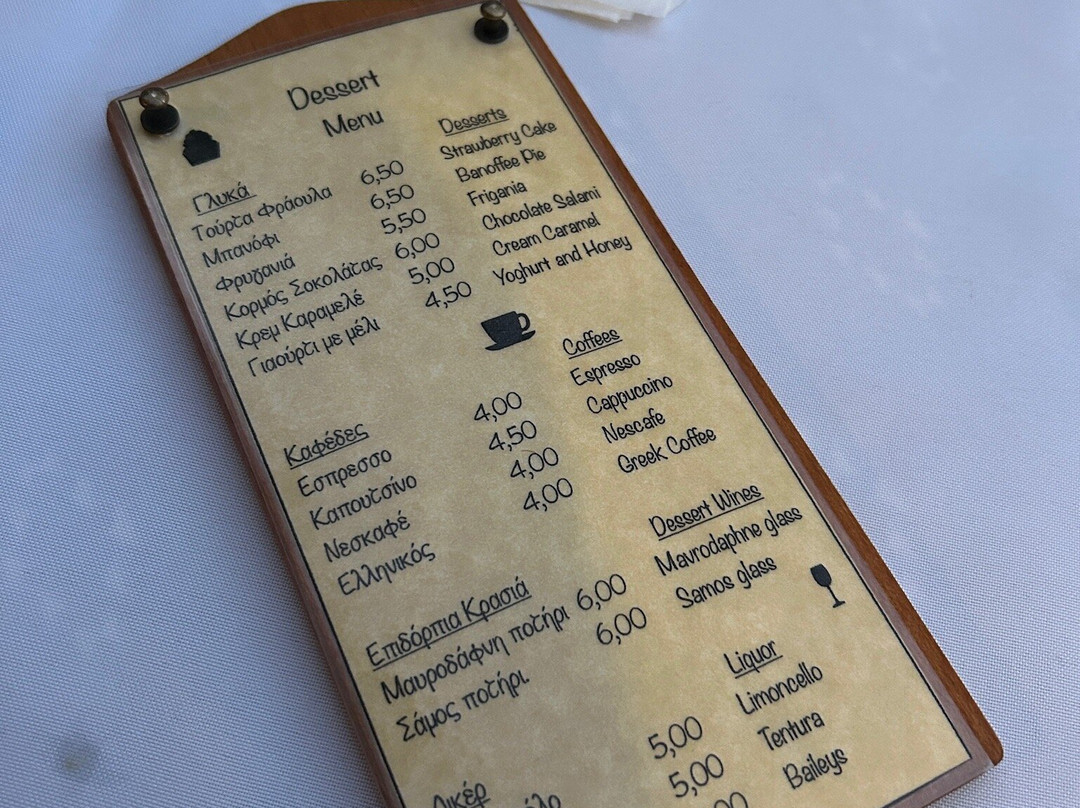 Dessert
Menu
Γλυκά Desserts
Τούρτα Φράουλα 6,50 Strawberry Cake
Μπανόφι 6,50 Banoffee Pie
Φρυγανιά 5,50 Frigania
Κορμός Σοκολάτας 6,00 Chocolate Salami
Κρεμ Καραμελέ 5,00 Cream Caramel
Γιαούρτι με μέλι 4,50 Yoghurt and Honey
Καφέδες Coffees
Εσπρεσσο 4,00 Espresso
Καπουτσίνο 4,50 Cappuccino
Νεσκαφέ 4,00 Nescafe
Ελληνικός 4,00 Greek Coffee
Επιδόρπια Κρασιά Dessert Wines
Μαυροδάφνη ποτήρι 6,00 Mavrodaphne glass
Σάμος ποτήρι 6,00 Samos glass
Λικέρ Liquor
5,00 Limoncello
5,00 Tentura
Baileys